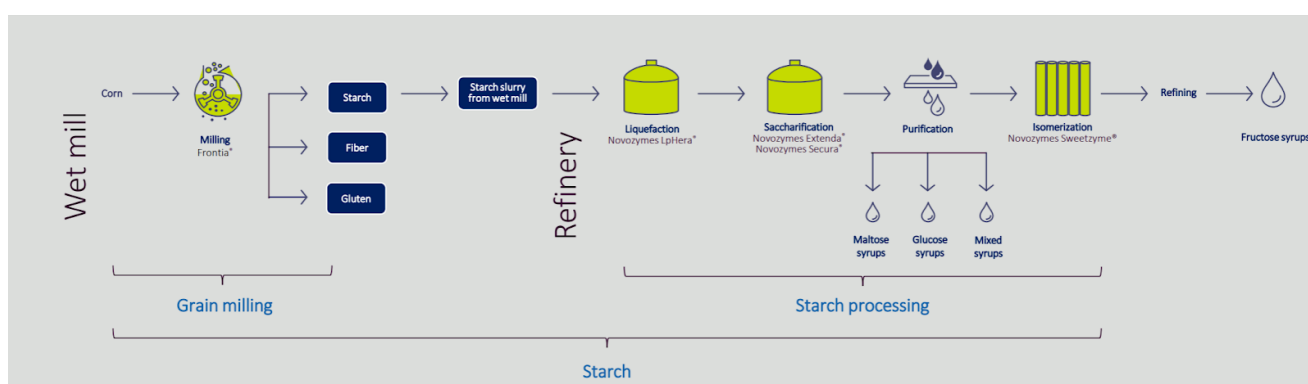 Wet mill
Corn
Milling
Frontia®
Starch
Fiber
Gluten
Starch slurry
from wet mill
Refinery
Liquefaction
Novozymes LpHera®
Saccharification
Novozymes Extenda®
Novozymes Secura®
Purification
Isomerization
Novozymes Sweetzyme®
Refining
Fructose syrups
Maltose
syrups
Glucose
syrups
Mixed
syrups
Grain milling
Starch processing
Starch